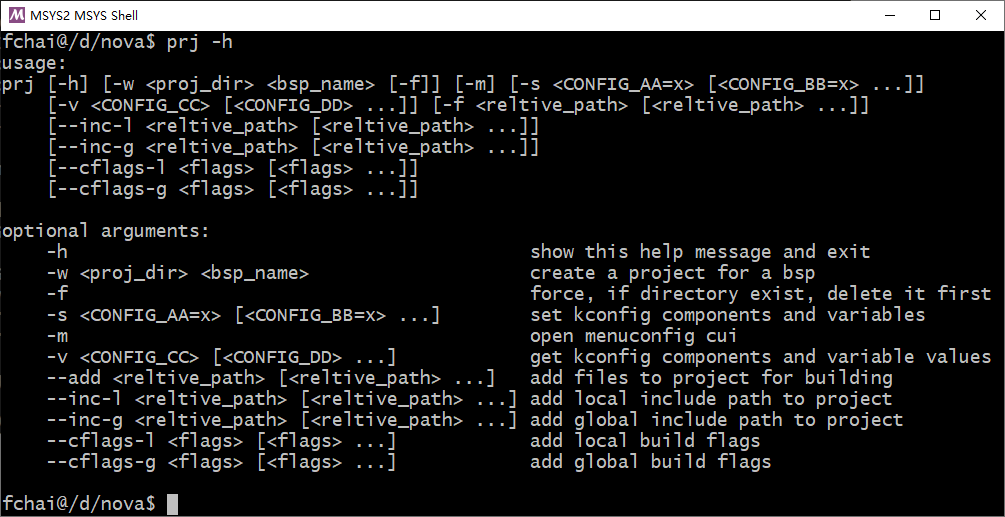 MSYS2 MSYS Shell
fchai@/d/nova$ prj -h
usage:
prj [-h] [-w <proj_dir> <bsp_name> [-f]] [-m] [-s <CONFIG_AA=x> [<CONFIG_BB=x> ...]]
    [-v <CONFIG_CC> [<CONFIG_DD> ...]] [-f <reltive_path> [<reltive_path> ...]]
    [--inc-l <reltive_path> [<reltive_path> ...]]
    [--inc-g <reltive_path> [<reltive_path> ...]]
    [--cflags-l <flags> [<flags> ...]]
    [--cflags-g <flags> [<flags> ...]]
optional arguments:
    -h                                        show this help message and exit
    -w <proj_dir> <bsp_name>                  create a project for a bsp
    -f                                        force, if directory exist, delete it first
    -s <CONFIG_AA=x> [<CONFIG_BB=x> ...]      set kconfig components and variables
    -m                                        open menuconfig cui
    -v <CONFIG_CC> [<CONFIG_DD> ...]          get kconfig components and variable values
    --add <reltive_path> [<reltive_path> ...]   add files to project for building
    --inc-l <reltive_path> [<reltive_path> ...] add local include path to project
    --inc-g <reltive_path> [<reltive_path> ...] add global include path to project
    --cflags-l <flags> [<flags> ...]          add local build flags
    --cflags-g <flags> [<flags> ...]          add global build flags
fchai@/d/nova$